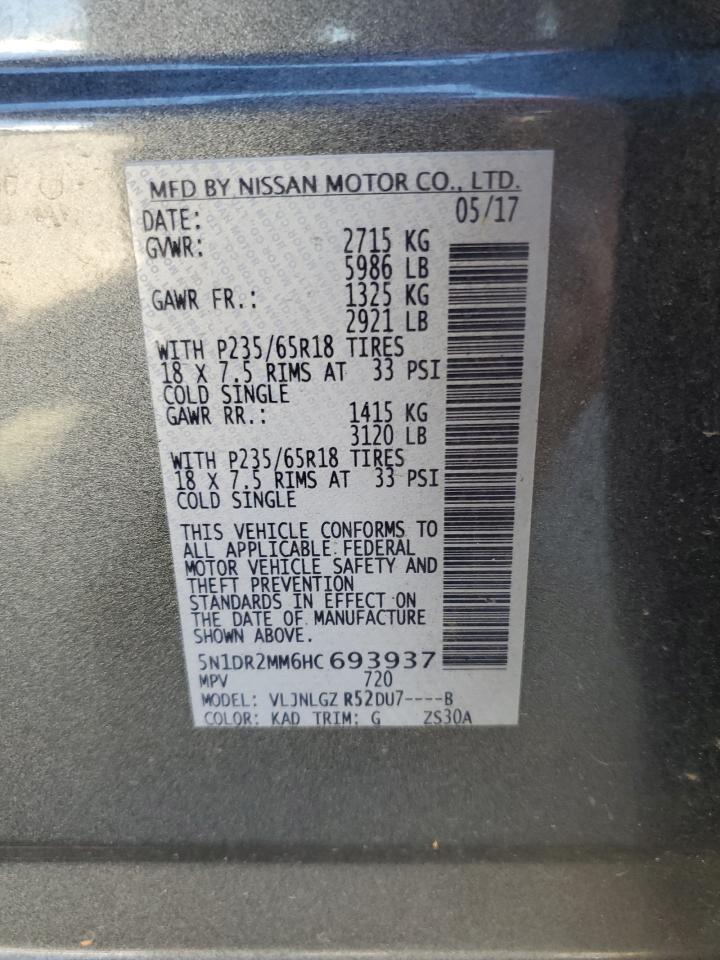 MFD BY NISSAN MOTOR CO., LTD.
DATE: 05/17
GVWR: 2715 KG
5986 LB
GAWR FR.: 1325 KG
2921 LB
WITH P235/65R18 TIRES
18 X 7.5 RIMS AT 33 PSI
COLD SINGLE
GAWR RR.: 1415 KG
3120 LB
WITH P235/65R18 TIRES
18 X 7.5 RIMS AT 33 PSI
COLD SINGLE
THIS VEHICLE CONFORMS TO
ALL APPLICABLE FEDERAL
MOTOR VEHICLE SAFETY AND
THEFT PREVENTION
STANDARDS IN EFFECT ON
THE DATE OF MANUFACTURE
SHOWN ABOVE.
5N1DR2MM6HC693937
MPV 720
MODEL: VLJNLGZ R52DU7----B
COLOR: KAD TRIM: G ZS30A